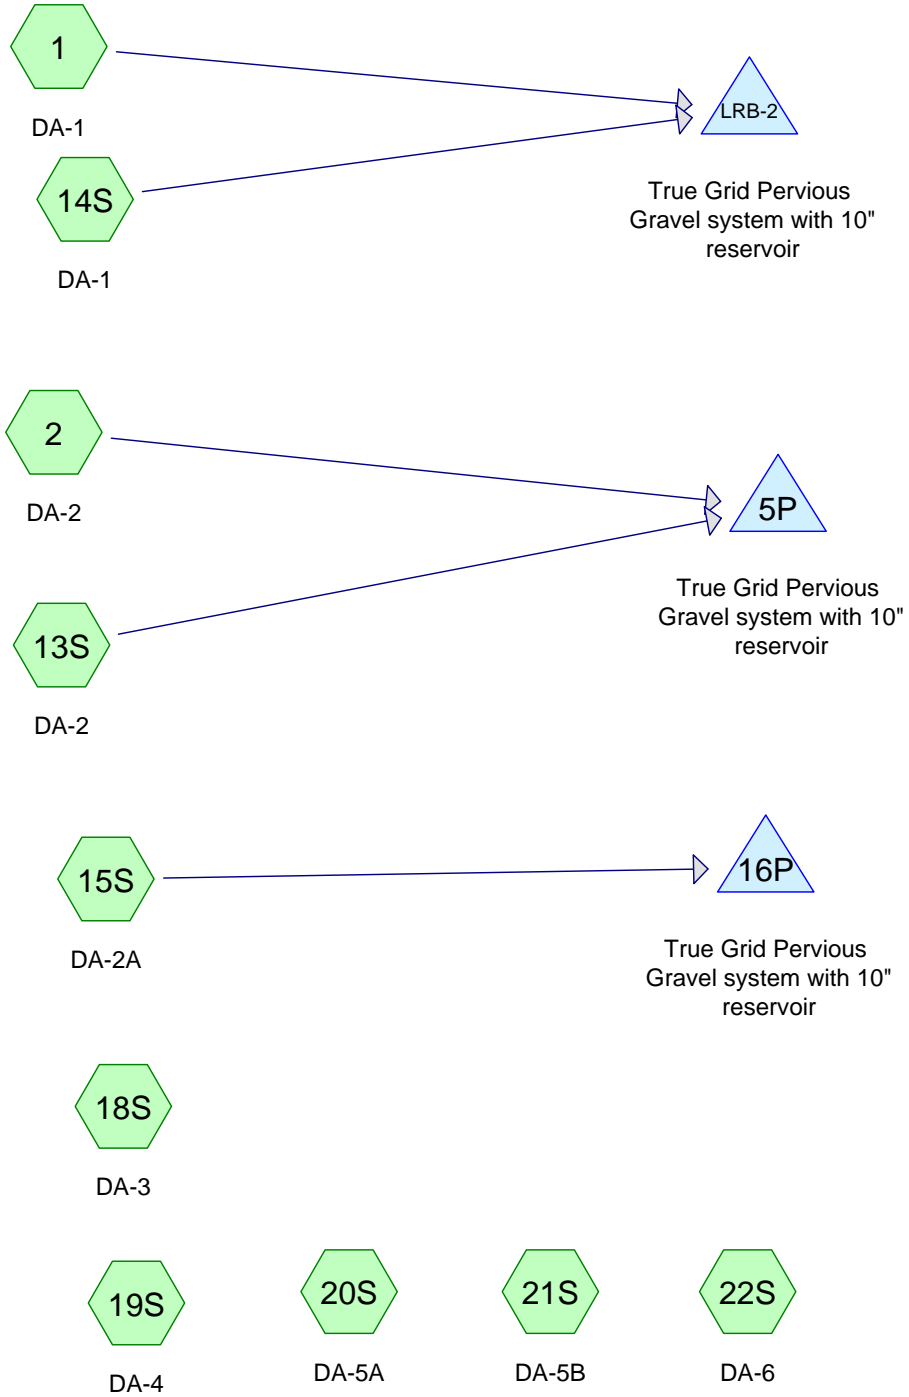 1
DA-1
LRB-2
14S
DA-1
True Grid Pervious
Gravel system with 10"
reservoir
2
DA-2
5P
13S
DA-2
True Grid Pervious
Gravel system with 10"
reservoir
15S
DA-2A
16P
True Grid Pervious
Gravel system with 10"
reservoir
18S
DA-3
19S
DA-4
20S
DA-5A
21S
DA-5B
22S
DA-6